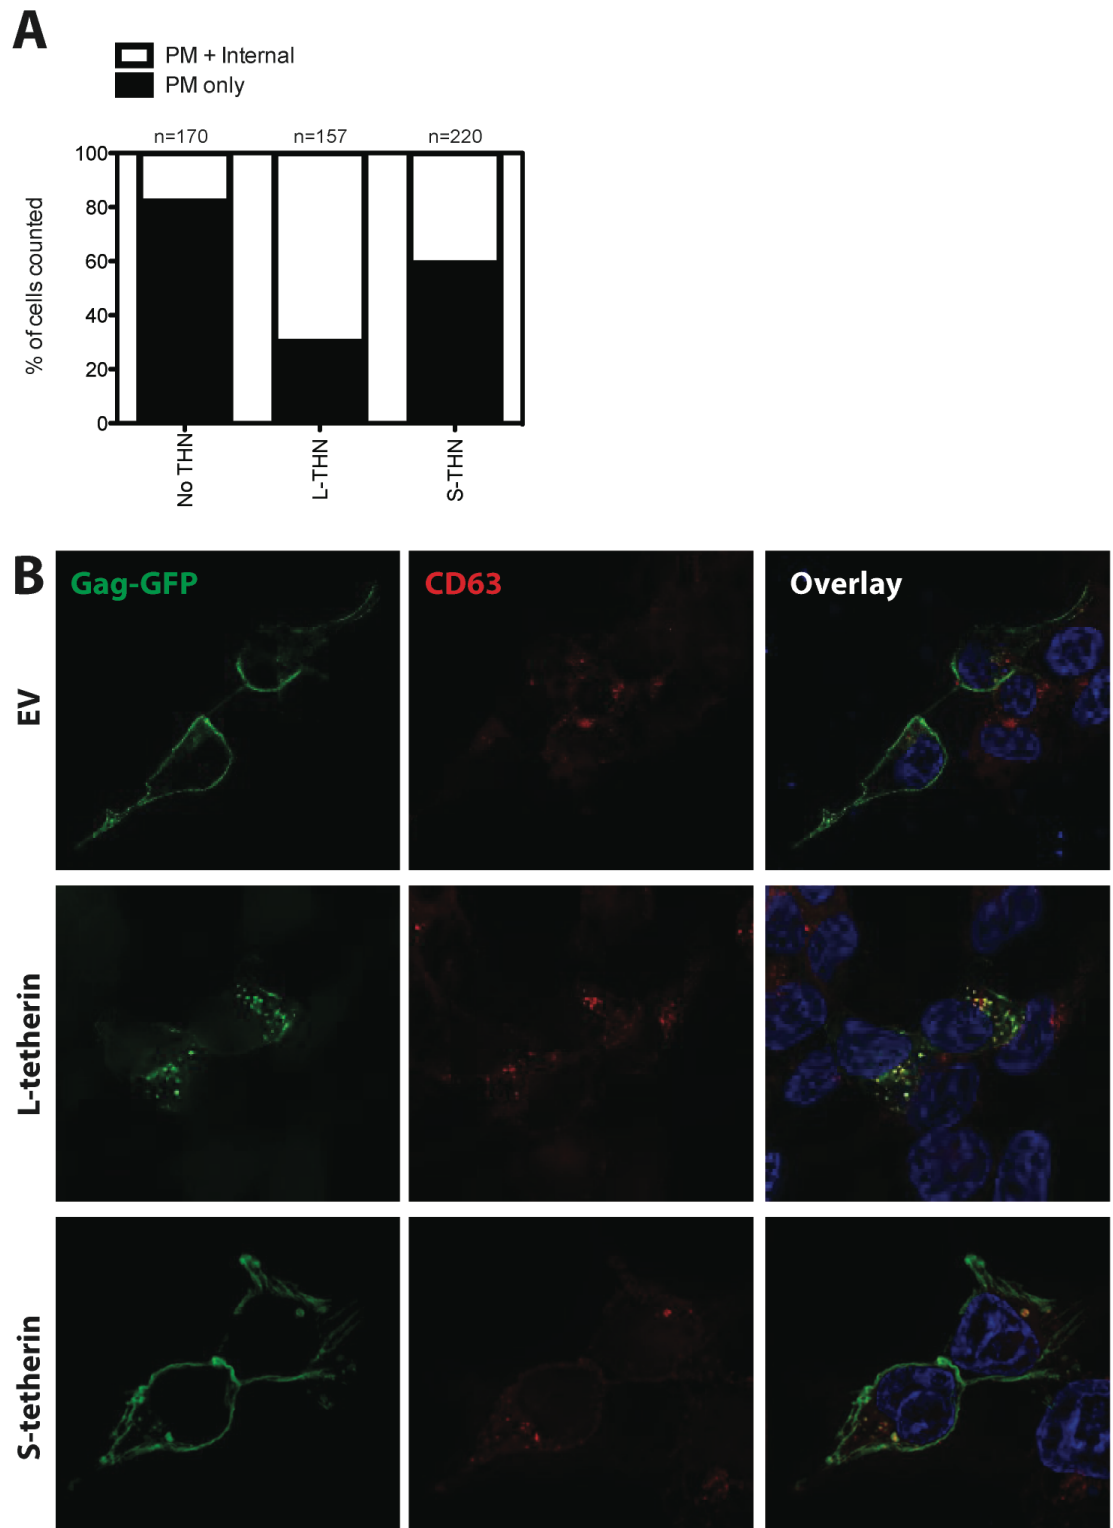 A
PM + Internal
PM only
n=170 n=157 n=220
100
80
60
40
20
0
% of cells counted
No THN
L-THN
S-THN
B
Gag-GFP CD63 Overlay
EV
L-tetherin
S-tetherin